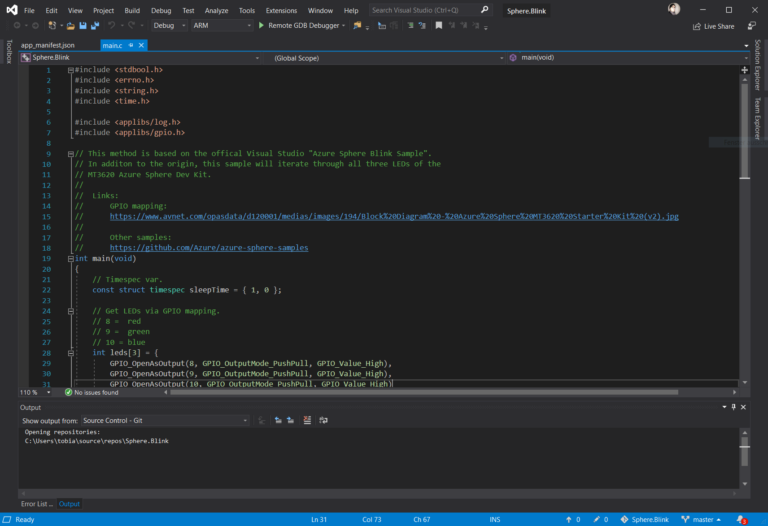 File Edit View Project Build Debug Test Analyze Tools Extensions Window Help Search Visual Studio (Ctrl+Q) Sphere.Blink
Debug ARM Remote GDB Debugger Live Share
app_manifest.json main.c
Sphere.Blink (Global Scope) main(void)
Toolbox
Solution Explorer
Team Explorer
1 #include <stdbool.h>
2 #include <errno.h>
3 #include <string.h>
4 #include <time.h>
5
6 #include <applibs/log.h>
7 #include <applibs/gpio.h>
8
9 // This method is based on the offical Visual Studio "Azure Sphere Blink Sample".
10 // In additon to the origin, this sample will iterate through all three LEDs of the
11 // MT3620 Azure Sphere Dev Kit.
12 //
13 // Links:
14 // GPIO mapping:
15 // https://www.avnet.com/opasdata/d120001/medias/images/194/Block%20Diagram%20-%20Azure%20Sphere%20MT3620%20Starter%20Kit%20(v2).jpg
16 //
17 // Other samples:
18 // https://github.com/Azure/azure-sphere-samples
19 int main(void)
20 {
21 // Timespec var.
22 const struct timespec sleepTime = { 1, 0 };
23
24 // Get LEDs via GPIO mapping.
25 // 8 = red
26 // 9 = green
27 // 10 = blue
28 int leds[3] = {
29 GPIO_OpenAsOutput(8, GPIO_OutputMode_PushPull, GPIO_Value_High),
30 GPIO_OpenAsOutput(9, GPIO_OutputMode_PushPull, GPIO_Value_High),
31 GPIO_OpenAsOutput(10, GPIO_OutputMode_PushPull, GPIO_Value_High)
110 % No issues found
Output
Show output from: Source Control - Git
Opening repositories:
C:\Users\tobia\source\repos\Sphere.Blink
Error List ... Output
Ready Ln 31 Col 73 Ch 67 INS 0 0 Sphere.Blink master 3